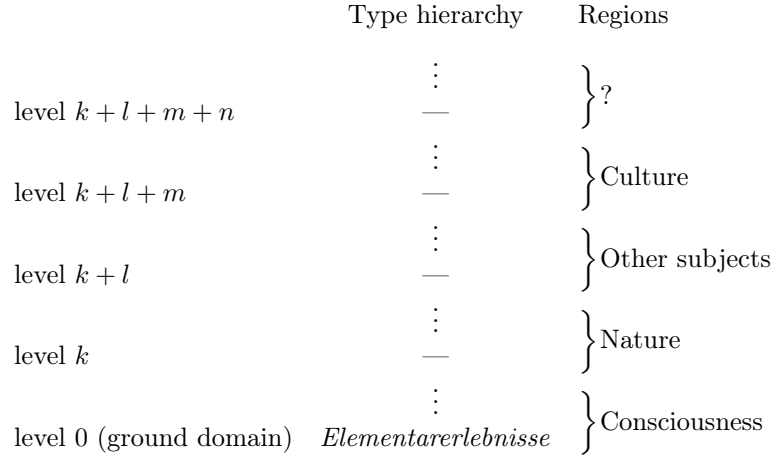 Type hierarchy Regions
⋮
level k + l + m + n — } ?
⋮
level k + l + m — } Culture
⋮
level k + l — } Other subjects
⋮
level k — } Nature
⋮
level 0 (ground domain) Elementarerlebnisse } Consciousness